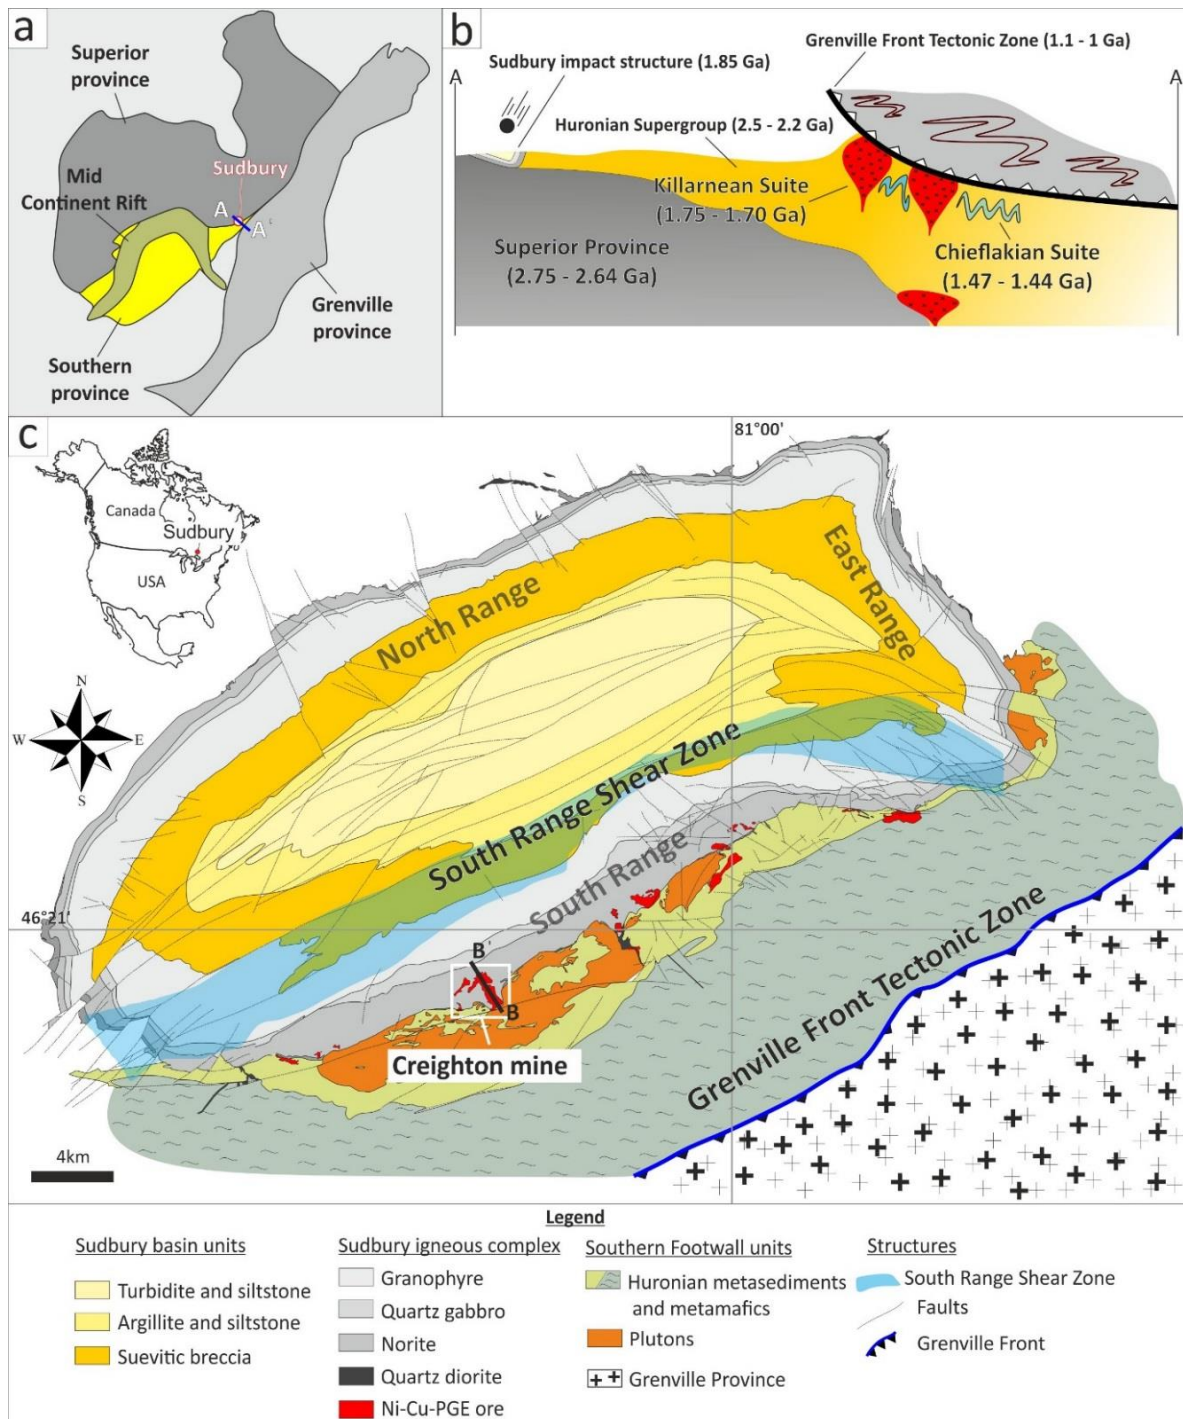 a
Superior
province
Sudbury
Mid
Continent Rift
A
A'
Grenville
province
Southern
province
b
Grenville Front Tectonic Zone (1.1 - 1 Ga)
Sudbury impact structure (1.85 Ga)
A
A
Huronian Supergroup (2.5 - 2.2 Ga)
Killarnean Suite
(1.75 - 1.70 Ga)
Superior Province
(2.75 - 2.64 Ga)
Chieflakian Suite
(1.47 - 1.44 Ga)
c
81°00'
Canada
Sudbury
USA
N
W
E
S
North Range
East Range
South Range Shear Zone
South Range
46°21'
B'
B
Creighton mine
Grenville Front Tectonic Zone
4km
Legend
Sudbury basin units
Turbidite and siltstone
Argillite and siltstone
Suevitic breccia
Sudbury igneous complex
Granophyre
Quartz gabbro
Norite
Quartz diorite
Ni-Cu-PGE ore
Southern Footwall units
Huronian metasediments
and metamafics
Plutons
Grenville Province
Structures
South Range Shear Zone
Faults
Grenville Front